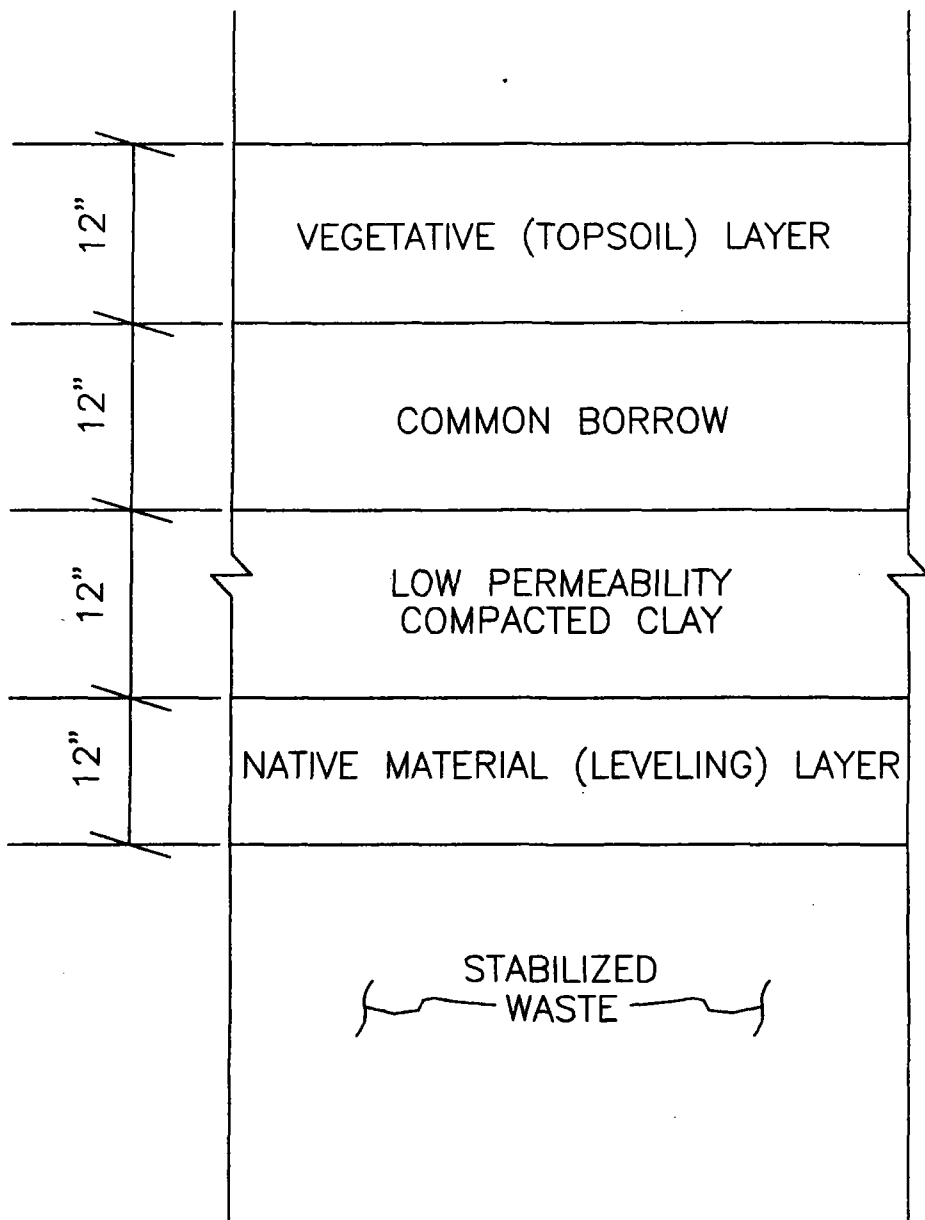 12"
VEGETATIVE (TOPSOIL) LAYER
12"
COMMON BORROW
12"
LOW PERMEABILITY
COMPACTED CLAY
12"
NATIVE MATERIAL (LEVELING) LAYER
STABILIZED
WASTE